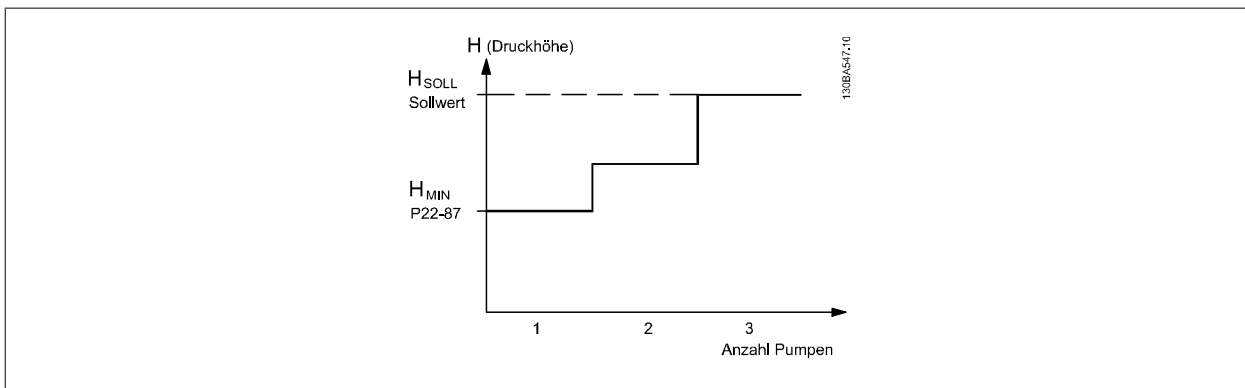 H (Druckhöhe)
H_SOLL
Sollwert
H_MIN
P22-87
1 2 3
Anzahl Pumpen
130BA547.10